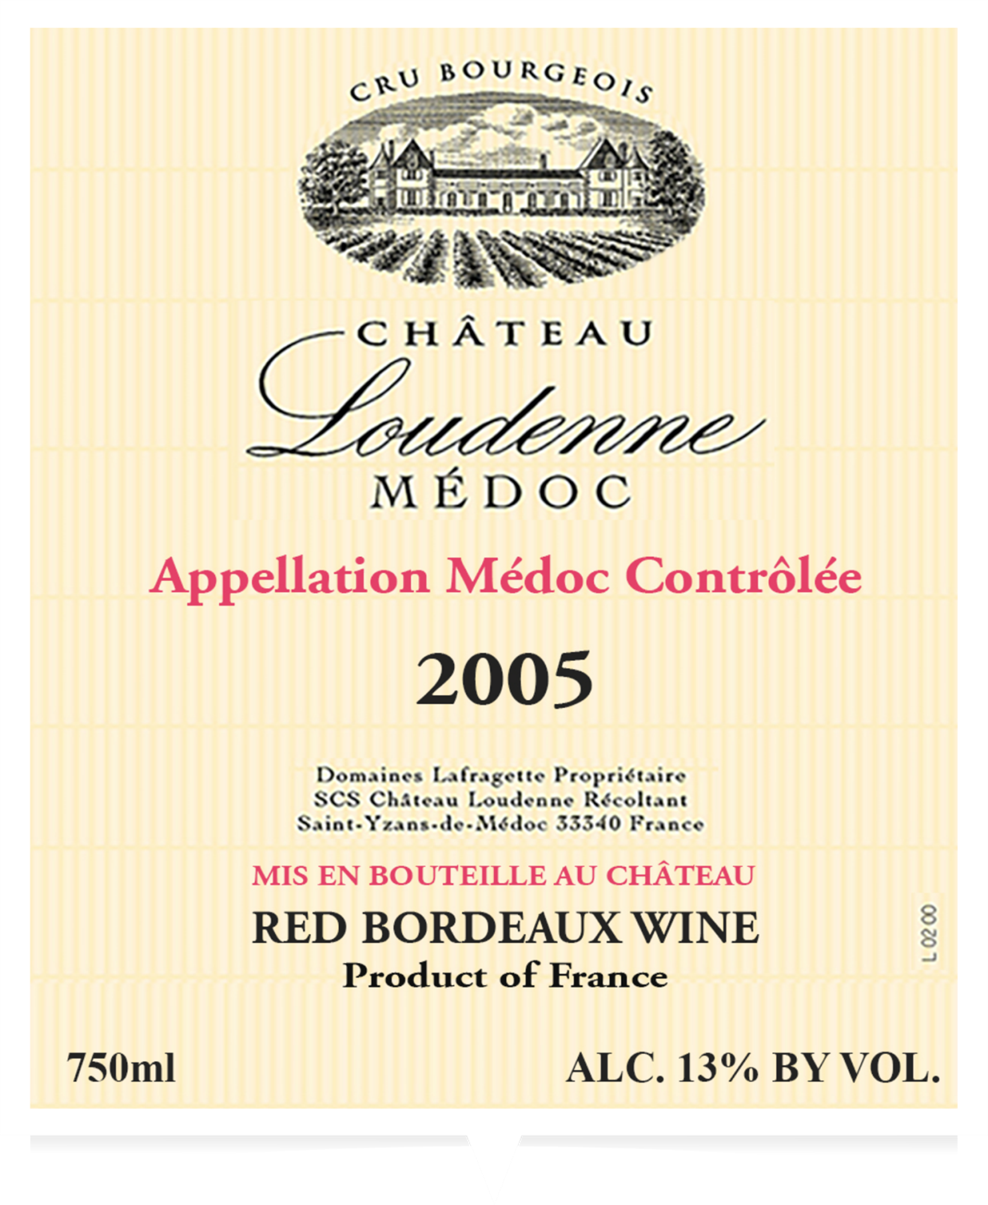 CRU BOURGEOIS
CHÂTEAU
Loudenne
MÉDOC
Appellation Médoc Contrôlée
2005
Domaines Lafragette Propriétaire
SCS Château Loudenne Récoltant
Saint-Yzans-de-Médoc 33340 France
MIS EN BOUTEILLE AU CHÂTEAU
RED BORDEAUX WINE
Product of France
L 02 00
750ml
ALC. 13% BY VOL.